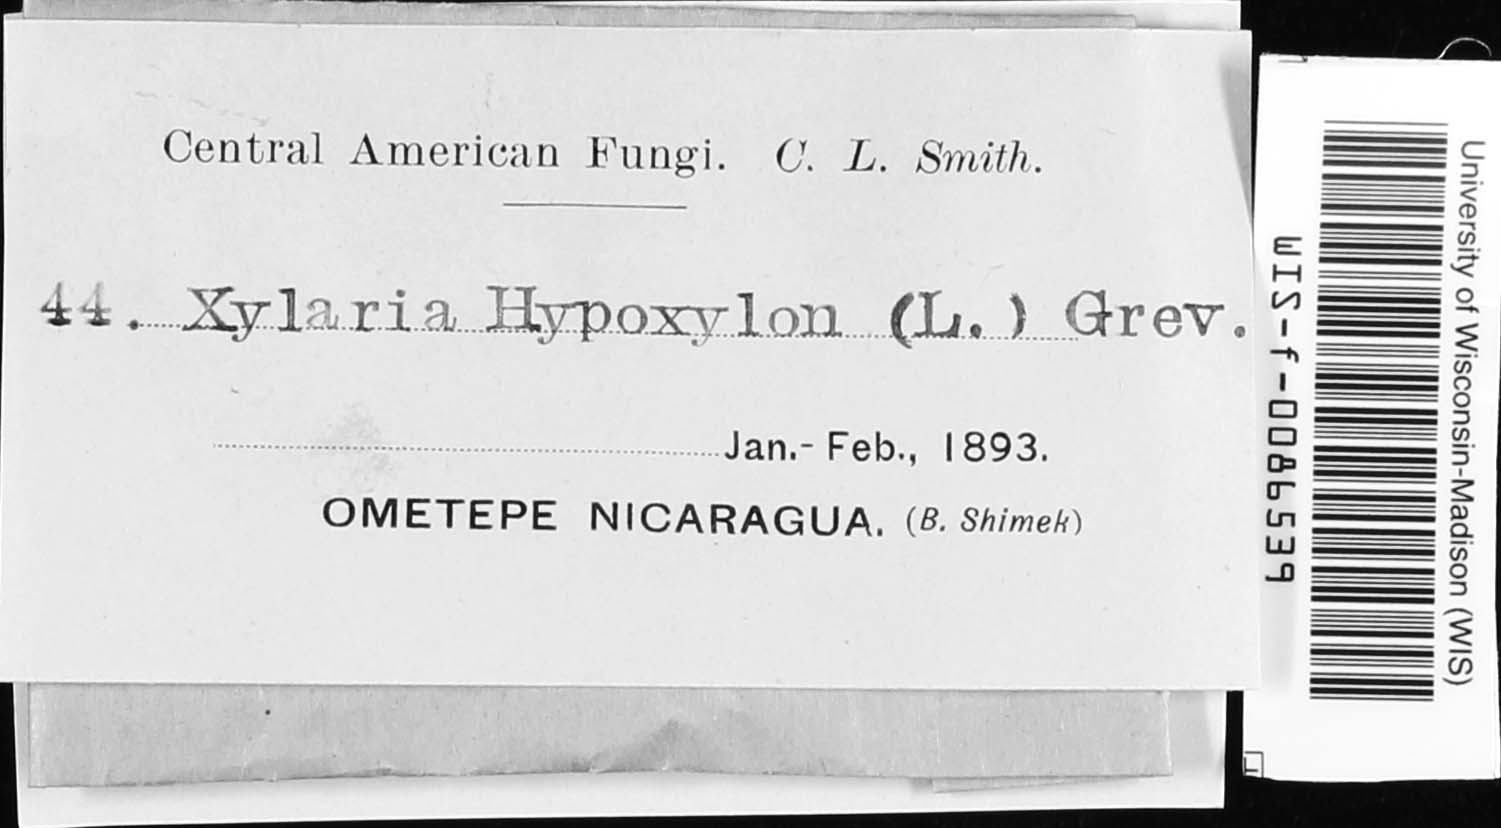 Central American Fungi. C. L. Smith.
44. Xylaria Hypoxylon (L.) Grev.
Jan.- Feb., 1893.
OMETEPE NICARAGUA. (B. Shimek)
WIS-f-0086539
University of Wisconsin-Madison (WIS)